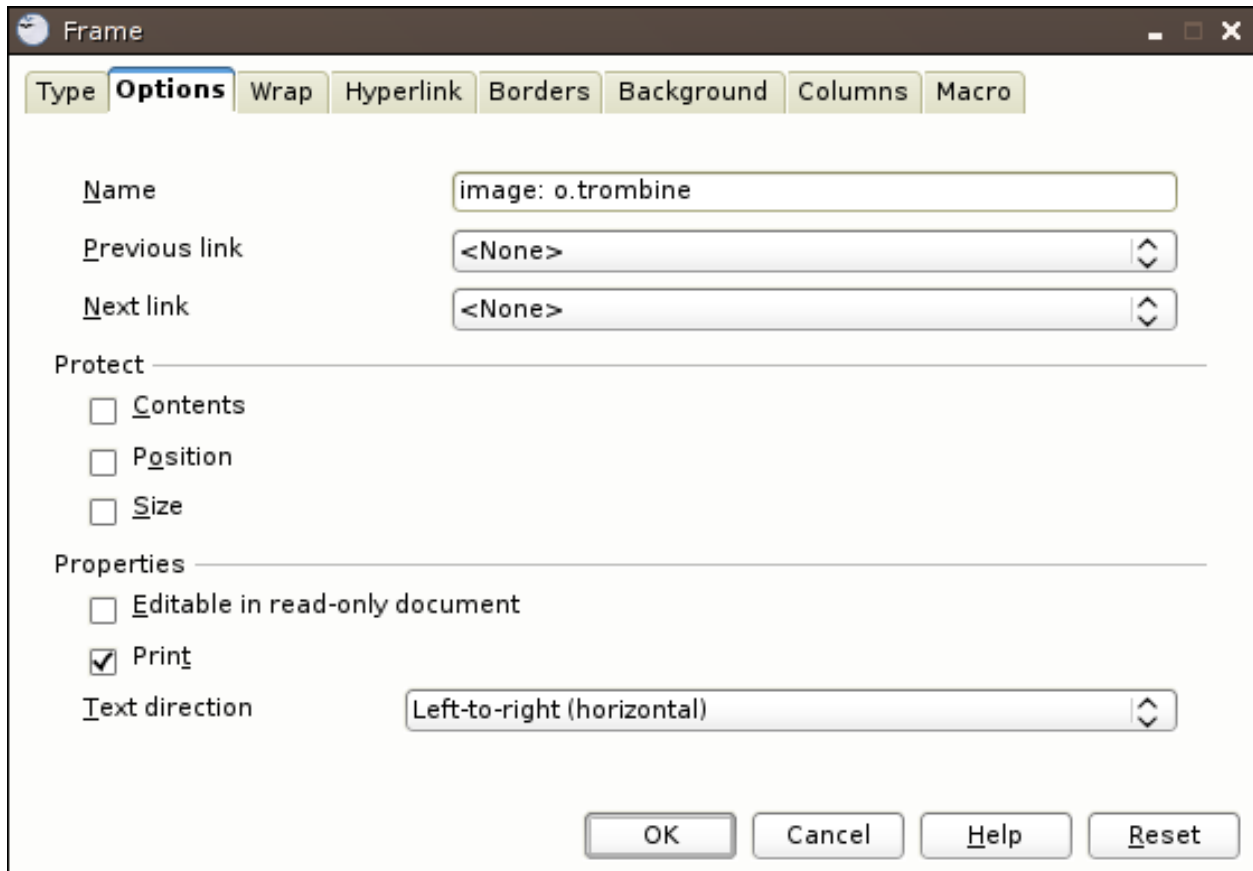 Frame
Type Options Wrap Hyperlink Borders Background Columns Macro
Name image: o.trombine
Previous link <None>
Next link <None>
Protect
Contents
Position
Size
Properties
Editable in read-only document
Print
Text direction Left-to-right (horizontal)
OK Cancel Help Reset